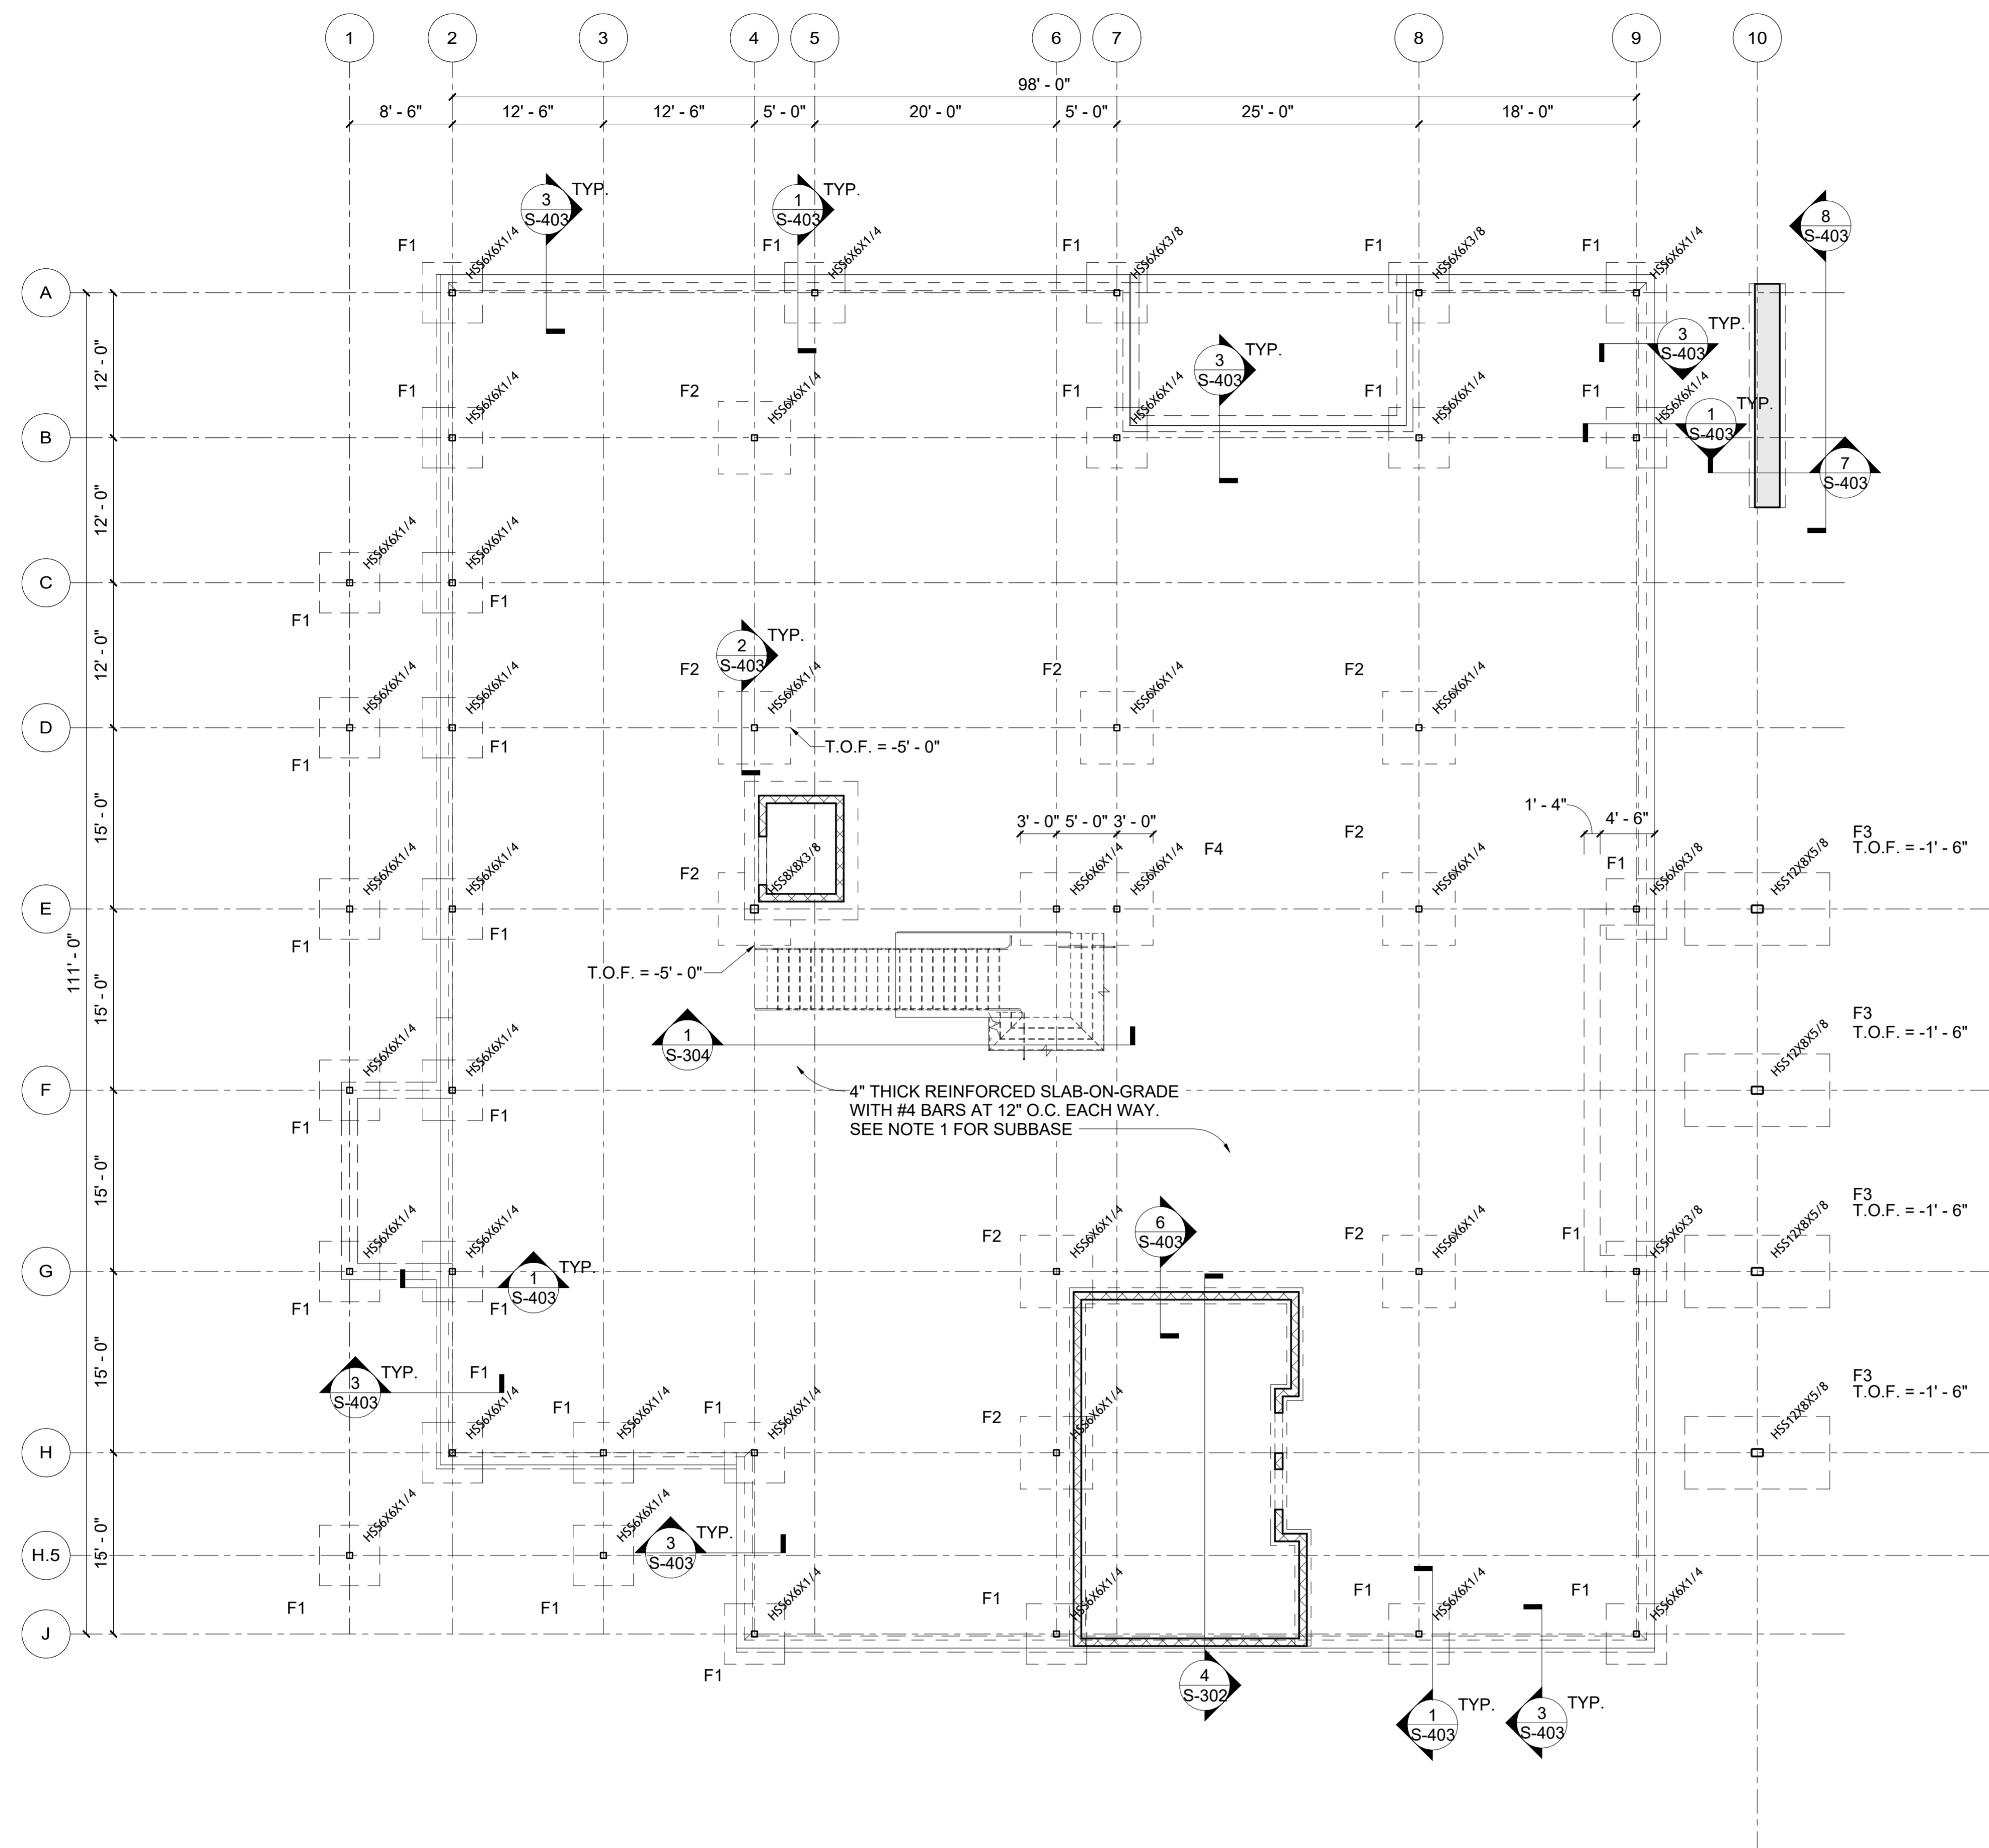 1 2 3 4 5 6 7 8 9 10
98' - 0"
8' - 6" 12' - 6" 12' - 6" 5' - 0" 20' - 0" 5' - 0" 25' - 0" 18' - 0"
3 TYP.
S-403
1 TYP.
S-403
8
S-403
F1 HSS6X6X1/4 F1 HSS6X6X1/4 F1 HSS6X6X3/8 F1 HSS6X6X3/8 F1 HSS6X6X1/4
A
3 TYP.
S-403
3 TYP.
S-403
12' - 0"
F1 HSS6X6X1/4 F2 HSS6X6X1/4 F1 HSS6X6X1/4 F1 HSS6X6X1/4 F1 HSS6X6X1/4
1 TYP.
S-403
B
7
S-403
12' - 0"
HSS6X6X1/4 HSS6X6X1/4
C
F1 F1
12' - 0"
2 TYP.
S-403
HSS6X6X1/4 HSS6X6X1/4 F2 HSS6X6X1/4 F2 HSS6X6X1/4 F2 HSS6X6X1/4
D
F1 F1
T.O.F. = -5' - 0"
15' - 0"
3' - 0" 5' - 0" 3' - 0"
1' - 4" 4' - 6"
HSS6X6X1/4 HSS6X6X1/4 F2 HSS8X8X3/8 HSS6X6X1/4 HSS6X6X1/4 F4 F2 HSS6X6X1/4 F1 HSS6X6X3/8 HSS12X8X5/8
F3
T.O.F. = -1' - 6"
E
F1 F1
T.O.F. = -5' - 0"
111' - 0"
15' - 0"
1
S-304
HSS6X6X1/4 HSS6X6X1/4 HSS12X8X5/8
F3
T.O.F. = -1' - 6"
F
F1 F1
4" THICK REINFORCED SLAB-ON-GRADE
WITH #4 BARS AT 12" O.C. EACH WAY.
SEE NOTE 1 FOR SUBBASE
15' - 0"
6
S-403
HSS6X6X1/4 HSS6X6X1/4 F2 HSS6X6X1/4 F2 HSS6X6X1/4 F1 HSS6X6X3/8 HSS12X8X5/8
F3
T.O.F. = -1' - 6"
G
1 TYP.
S-403
F1 F1
15' - 0"
3 TYP.
S-403
F1 HSS6X6X1/4 F1 HSS6X6X1/4 F1 HSS6X6X1/4 F2 HSS6X6X1/4 HSS12X8X5/8
F3
T.O.F. = -1' - 6"
H
15' - 0"
HSS6X6X1/4 HSS6X6X1/4
3 TYP.
S-403
H.5
F1 F1
HSS6X6X1/4 F1 HSS6X6X1/4 F1 HSS6X6X1/4 F1 HSS6X6X1/4
J
F1
4
S-302
1 TYP.
S-403
3 TYP.
S-403